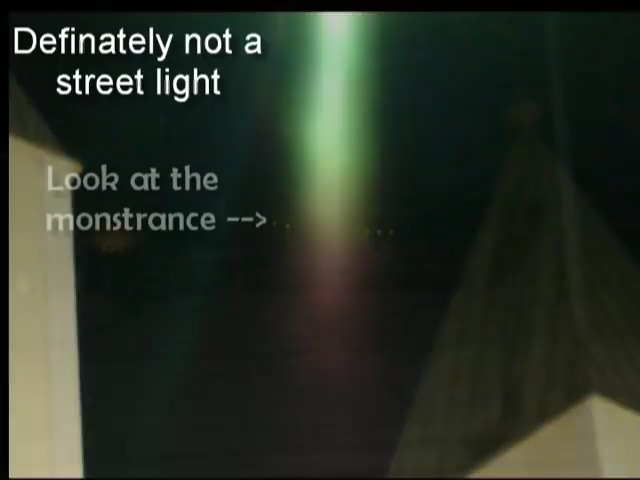 Definately not a
street light
Look at the
monstrance -->